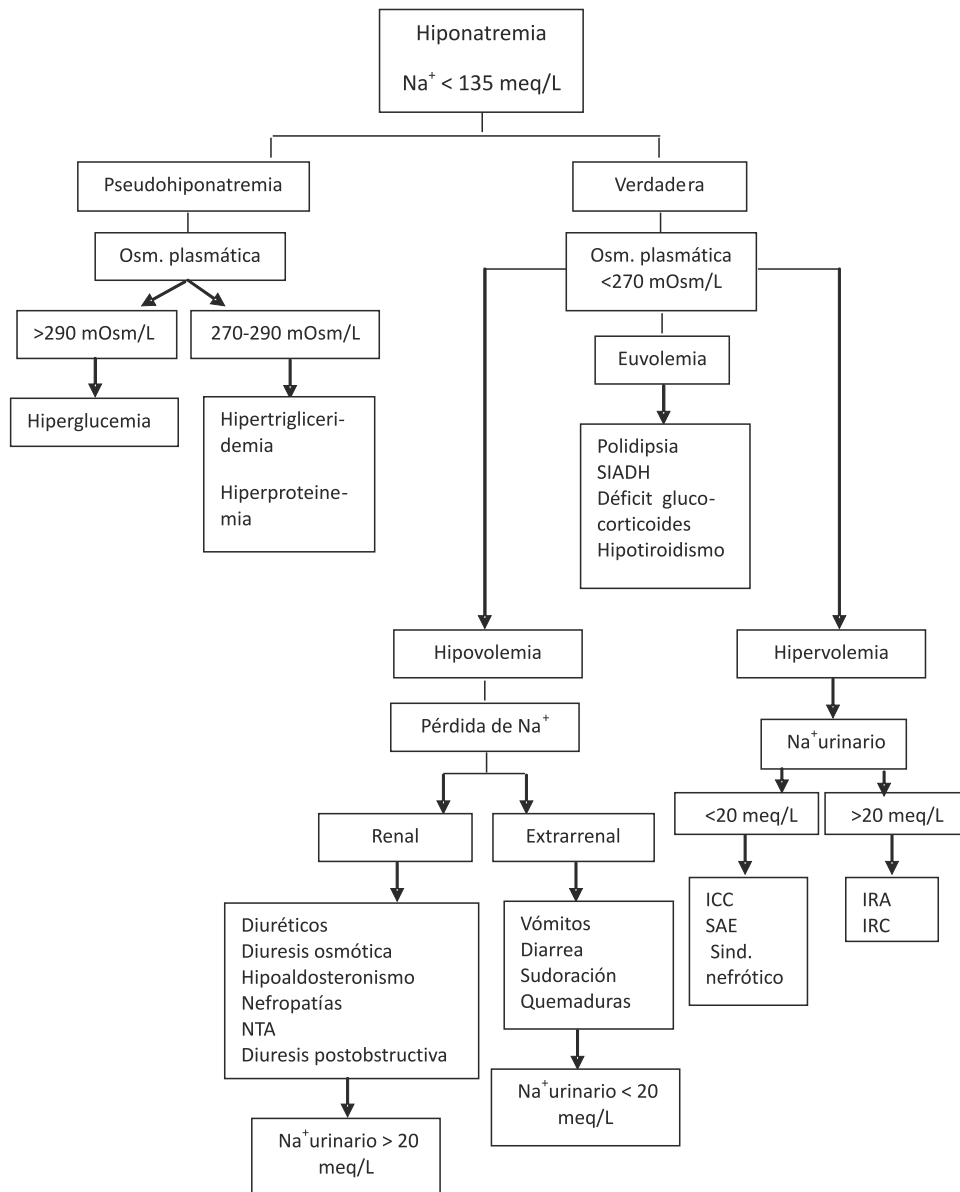 Hiponatremia
Na⁺ < 135 meq/L
Pseudohiponatremia
Verdadera
Osm. plasmática
Osm. plasmática
<270 mOsm/L
>290 mOsm/L
270-290 mOsm/L
Euvolemia
Hiperglucemia
Hipertrigliceri-
demia
Hiperproteine-
mia
Polidipsia
SIADH
Déficit gluco-
corticoides
Hipotiroidismo
Hipovolemia
Hipervolemia
Pérdida de Na⁺
Na⁺urinario
Renal
Extrarrenal
<20 meq/L
>20 meq/L
Diuréticos
Diuresis osmótica
Hipoaldosteronismo
Nefropatías
NTA
Diuresis postobstructiva
Vómitos
Diarrea
Sudoración
Quemaduras
ICC
SAE
Sind.
nefrótico
IRA
IRC
Na⁺urinario > 20
meq/L
Na⁺urinario < 20
meq/L